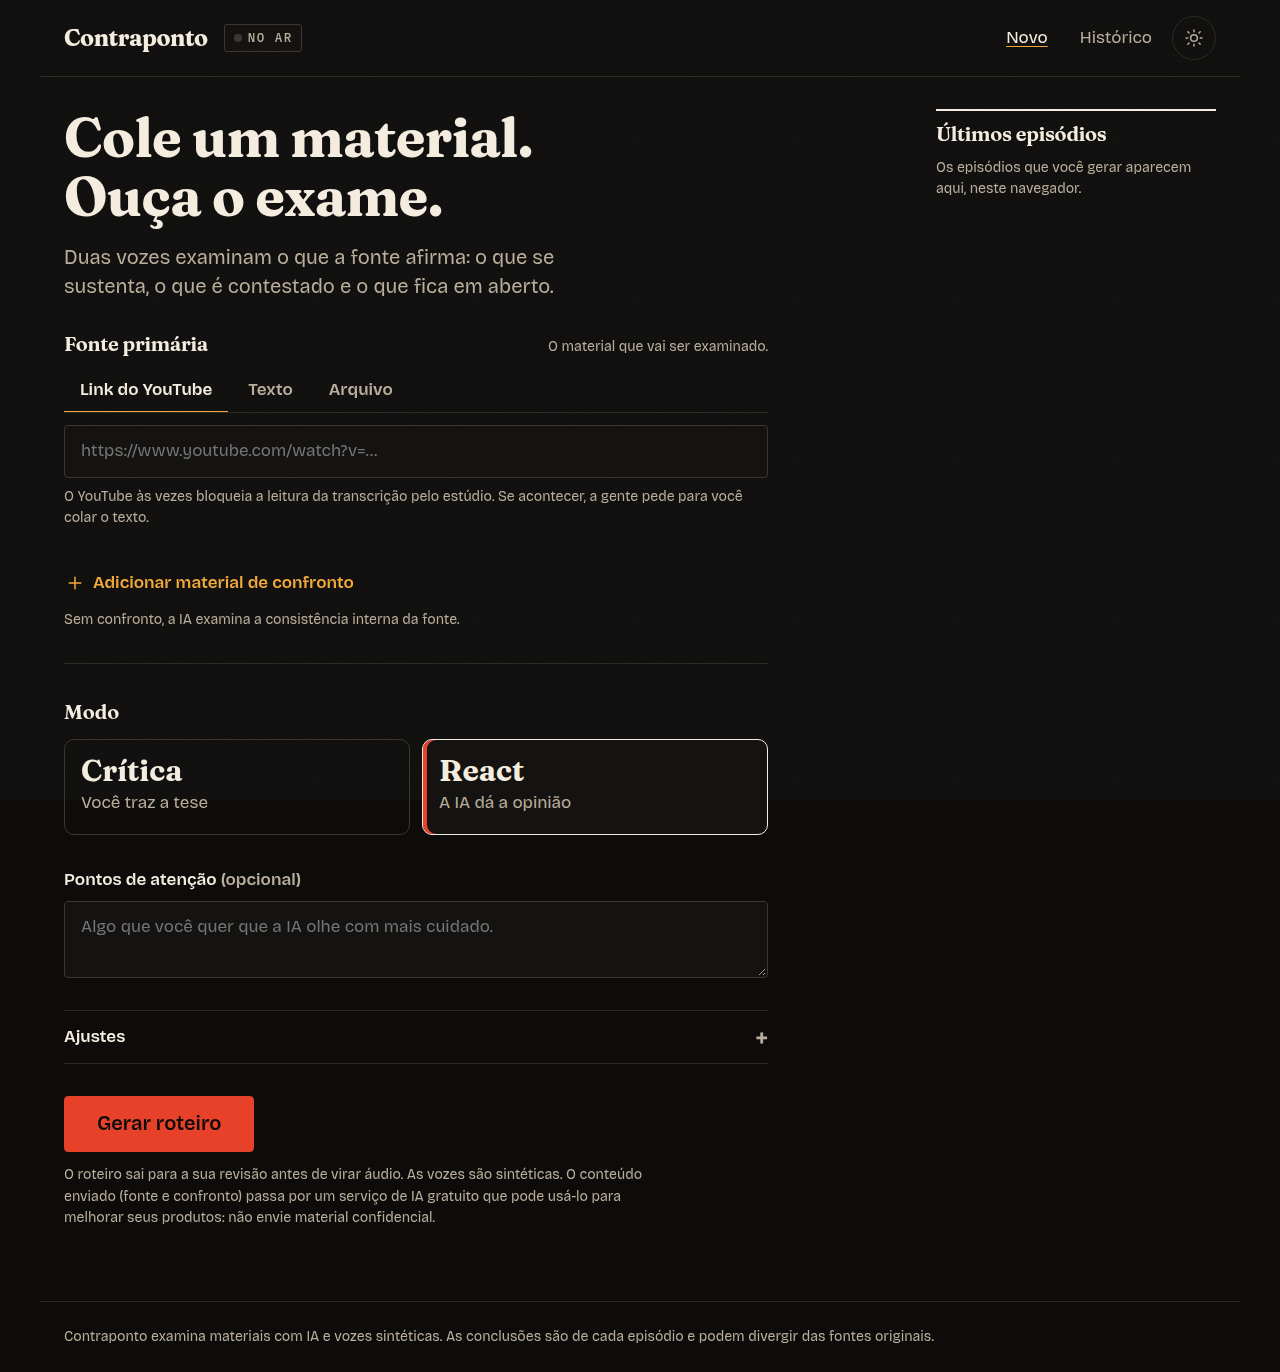 Contraponto
NO AR
Novo
Histórico
Cole um material.
Ouça o exame.
Duas vozes examinam o que a fonte afirma: o que se
sustenta, o que é contestado e o que fica em aberto.
Últimos episódios
Os episódios que você gerar aparecem
aqui, neste navegador.
Fonte primária
O material que vai ser examinado.
Link do YouTube
Texto
Arquivo
https://www.youtube.com/watch?v=...
O YouTube às vezes bloqueia a leitura da transcrição pelo estúdio. Se acontecer, a gente pede para você
colar o texto.
+ Adicionar material de confronto
Sem confronto, a IA examina a consistência interna da fonte.
Modo
Crítica
Você traz a tese
React
A IA dá a opinião
Pontos de atenção (opcional)
Algo que você quer que a IA olhe com mais cuidado.
Ajustes
+
Gerar roteiro
O roteiro sai para a sua revisão antes de virar áudio. As vozes são sintéticas. O conteúdo
enviado (fonte e confronto) passa por um serviço de IA gratuito que pode usá-lo para
melhorar seus produtos: não envie material confidencial.
Contraponto examina materiais com IA e vozes sintéticas. As conclusões são de cada episódio e podem divergir das fontes originais.